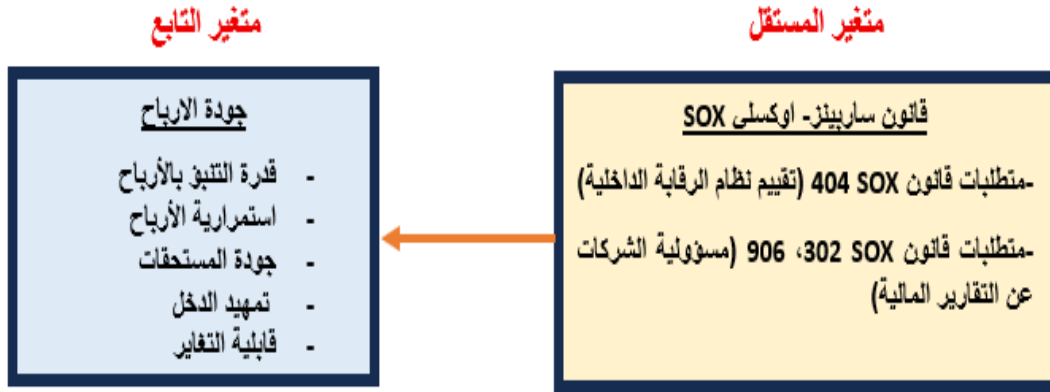 متغير المستقل
قانون ساربينز- اوكسلي SOX
-متطلبات قانون SOX 404 (تقييم نظام الرقابة الداخلية)
-متطلبات قانون SOX 302، 906 (مسؤولية الشركات
عن التقارير المالية)
متغير التابع
جودة الارباح
- قدرة التنبؤ بالأرباح
- استمرارية الأرباح
- جودة المستحقات
- تمهيد الدخل
- قابلية التغاير